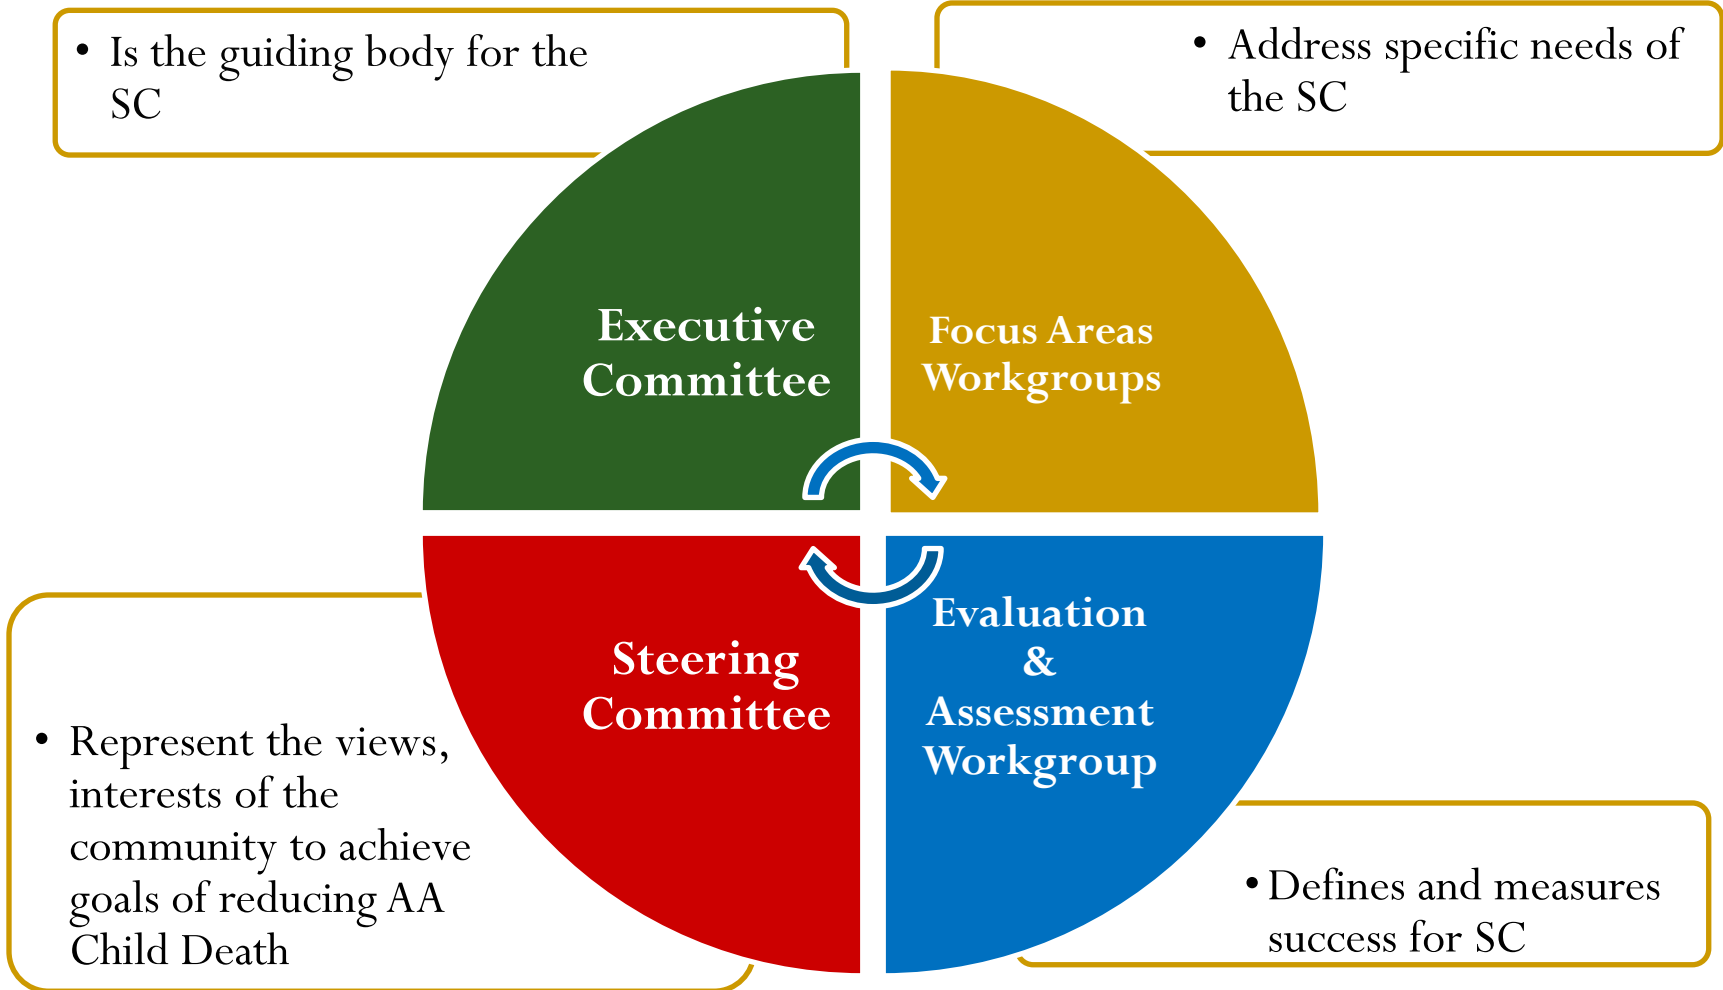 • Is the guiding body for the
SC
• Address specific needs of
the SC
Executive
Committee
Focus Areas
Workgroups
Steering
Committee
Evaluation
&
Assessment
Workgroup
• Represent the views,
interests of the
community to achieve
goals of reducing AA
Child Death
• Defines and measures
success for SC